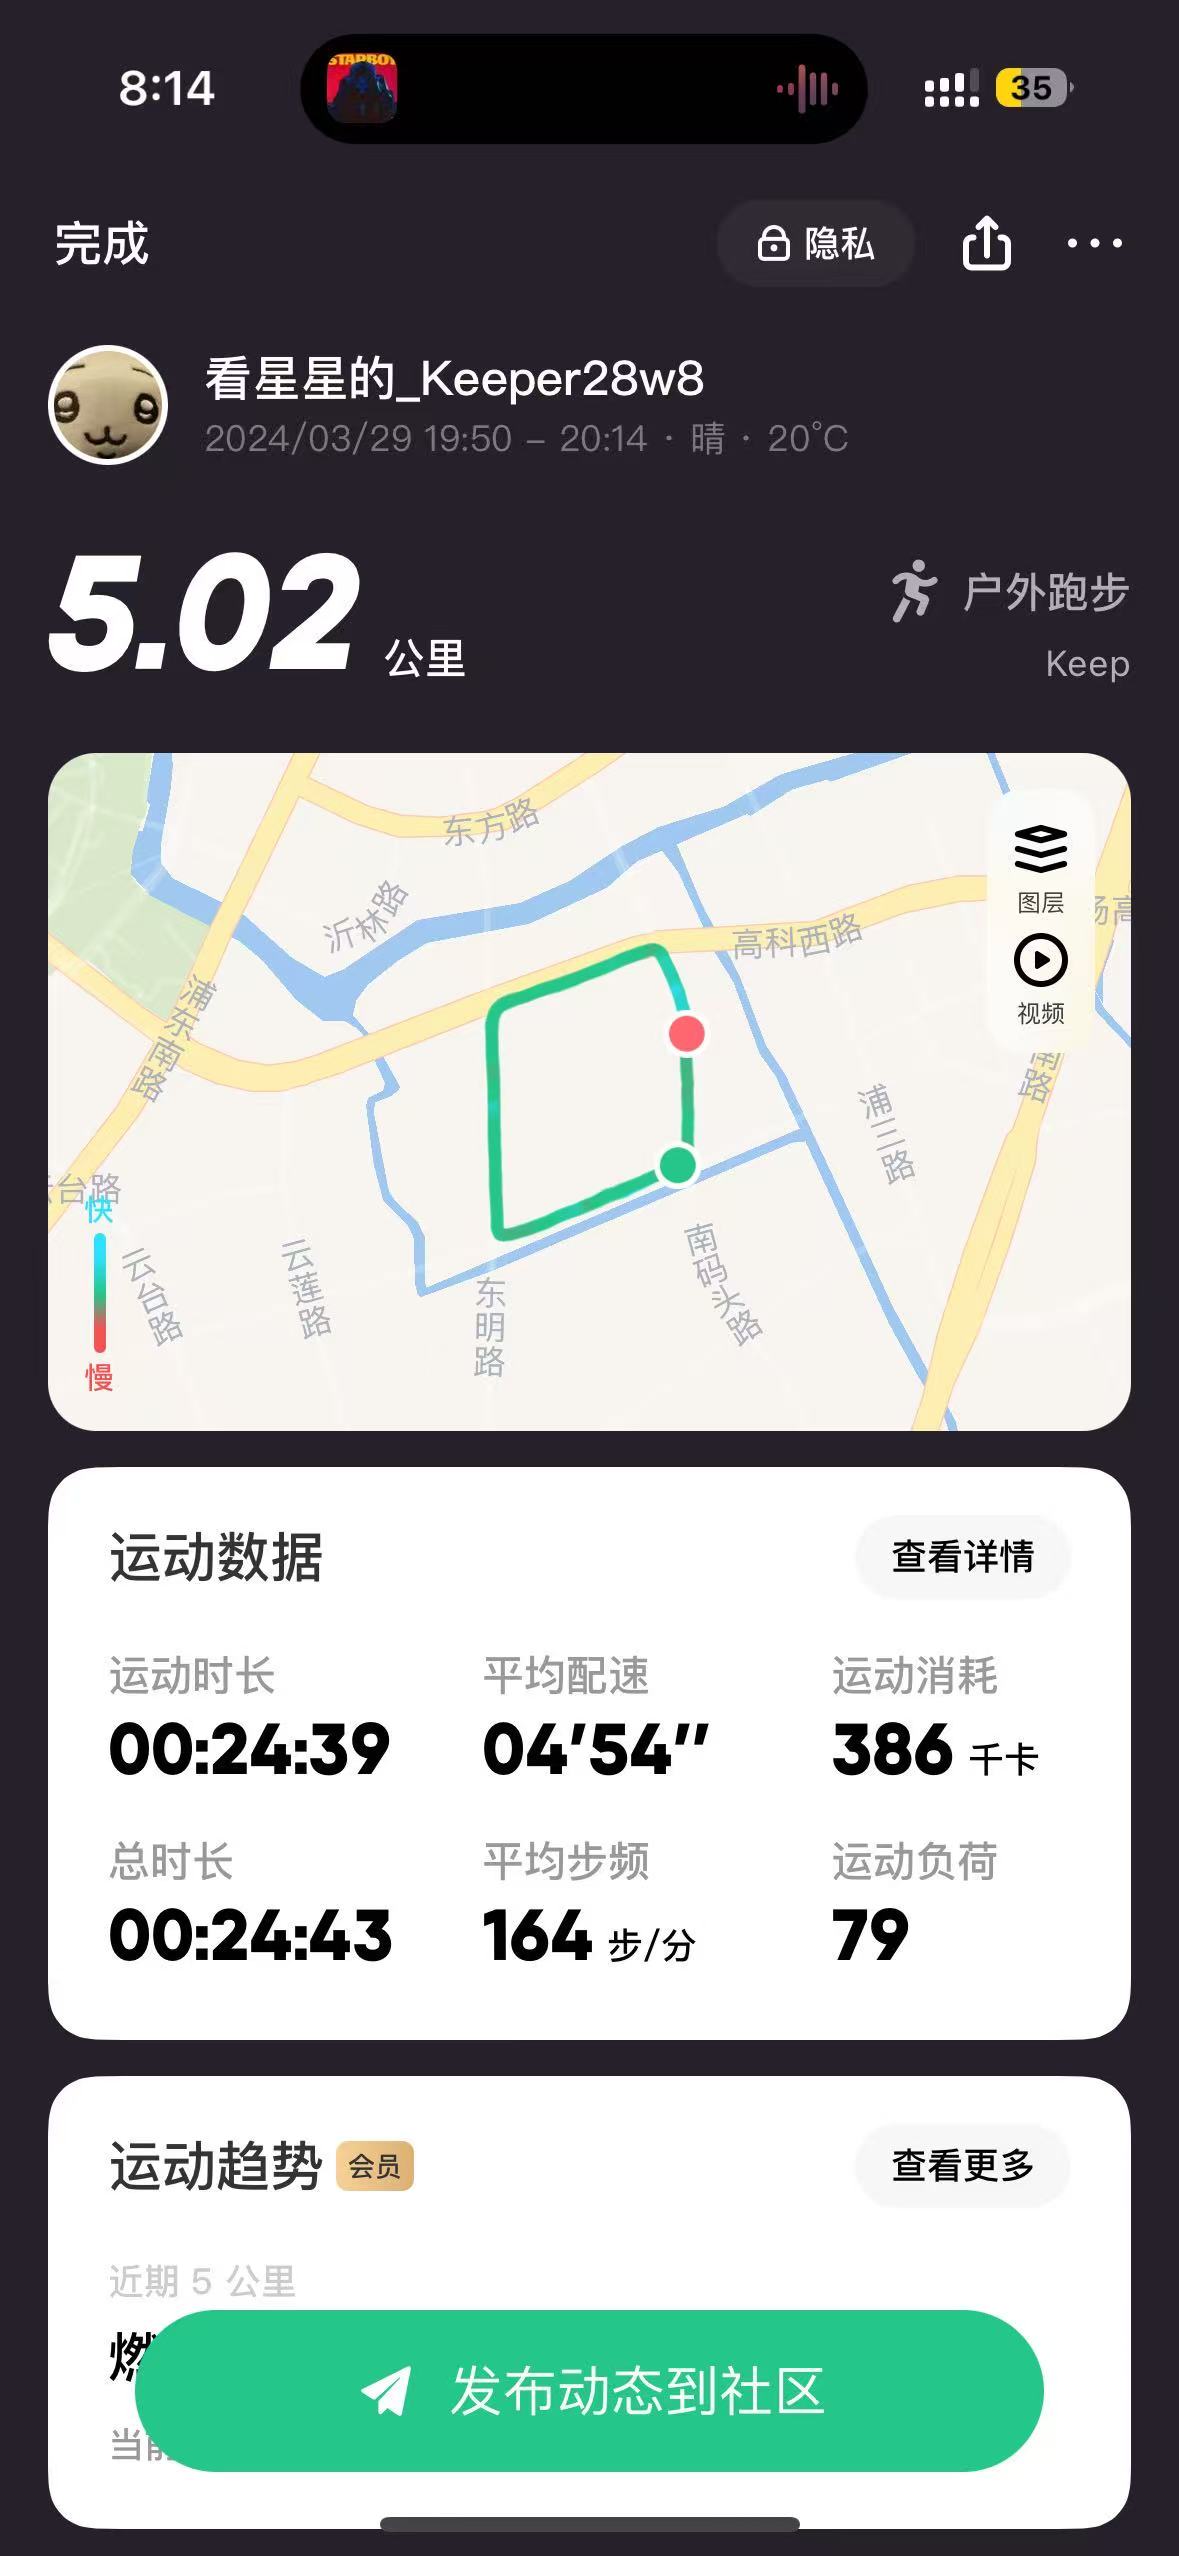 8:14
STARBOY
35
完成
隐私
看星星的_Keeper28w8
2024/03/29 19:50 – 20:14 · 晴 · 20°C
5.02 公里
户外跑步
Keep
东方路
沂林路
高科西路
图层
视频
浦东南路
南路
浦三路
云台路
快
慢
云台路
云莲路
东明路
南码头路
运动数据
查看详情
运动时长
平均配速
运动消耗
00:24:39
04'54''
386 千卡
总时长
平均步频
运动负荷
00:24:43
164 步/分
79
运动趋势 会员
查看更多
近期 5 公里
燃
当前
发布动态到社区